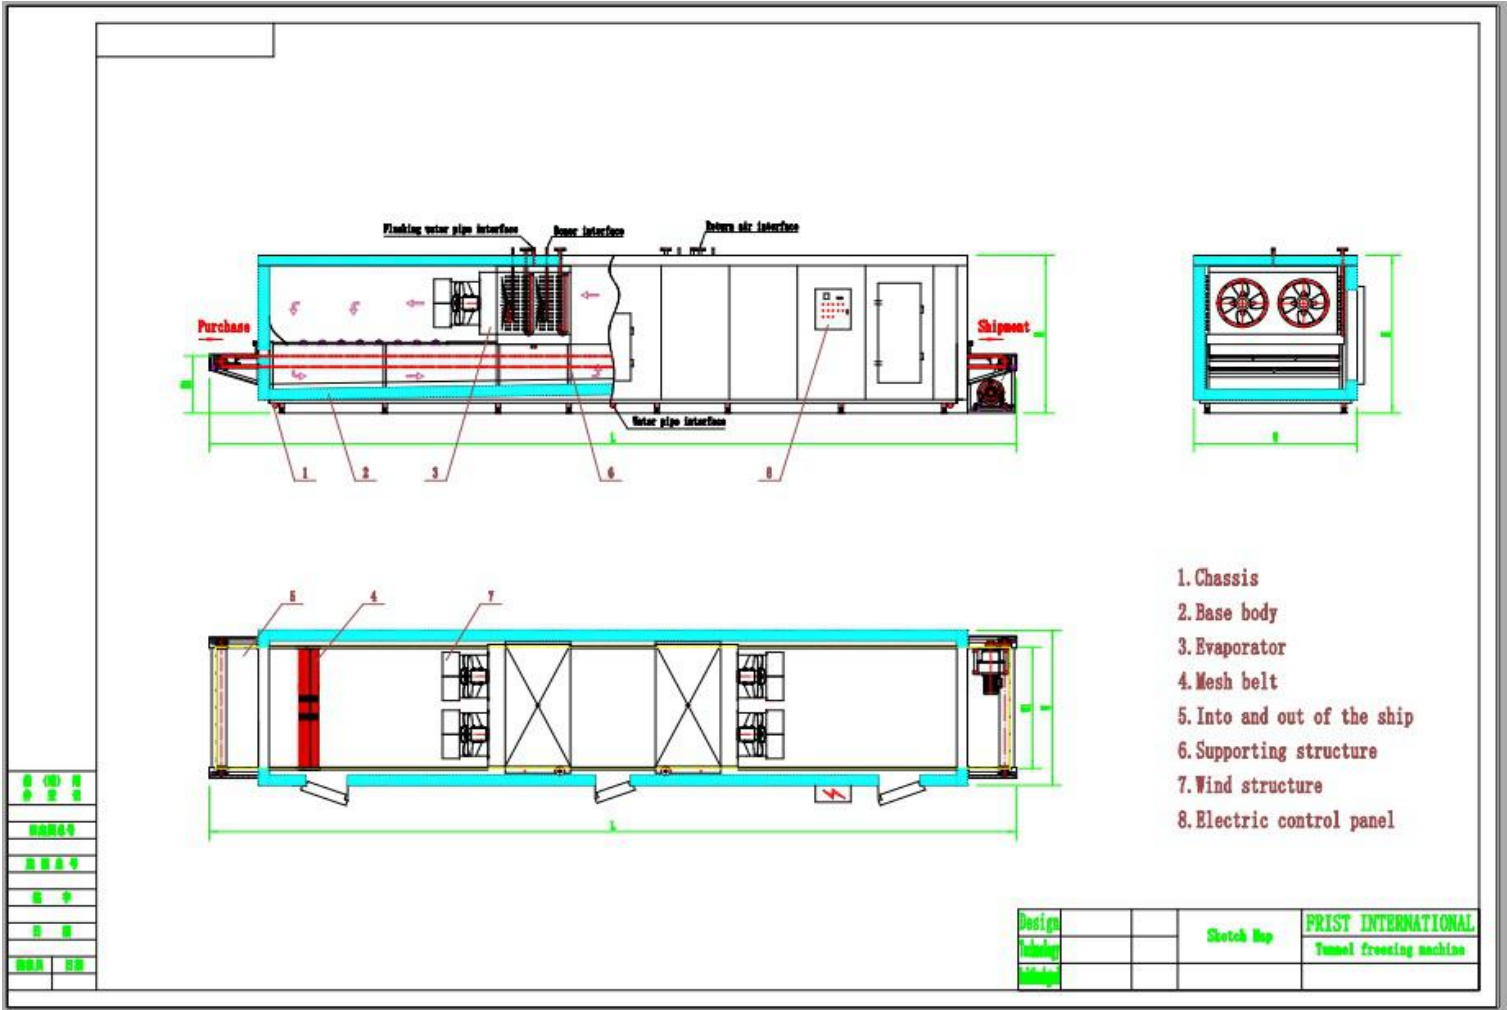 Flushing water pipe interface
Donor interface
Return air interface
Purchase
Shipment
H
H
Water pipe interface
L
W
1
2
3
6
8
5
4
7
L
1.Chassis
2.Base body
3.Evaporator
4.Mesh belt
5.Into and out of the ship
6.Supporting structure
7.Wind structure
8.Electric control panel
Design
Technology
Sketch Map
FRIST INTERNATIONAL
Tunnel freezing machine